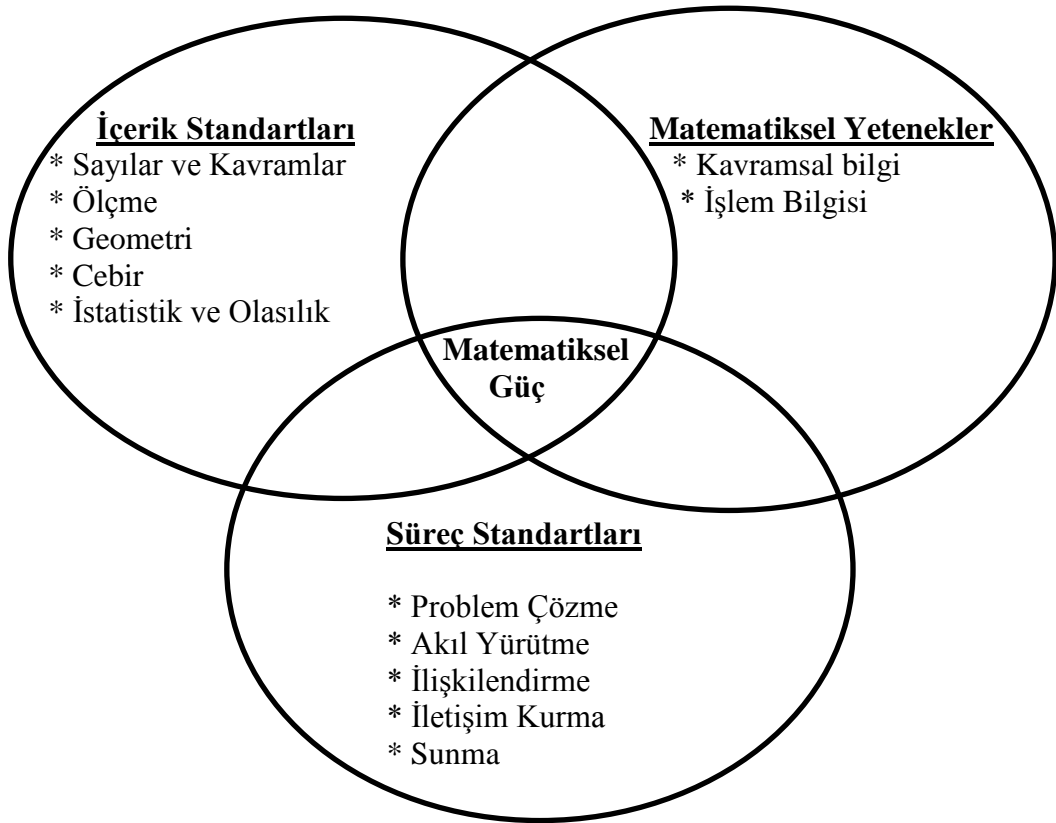 İçerik Standartları
* Sayılar ve Kavramlar
* Ölçme
* Geometri
* Cebir
* İstatistik ve Olasılık
Matematiksel Yetenekler
* Kavramsal bilgi
* İşlem Bilgisi
Matematiksel
Güç
Süreç Standartları
* Problem Çözme
* Akıl Yürütme
* İlişkilendirme
* İletişim Kurma
* Sunma